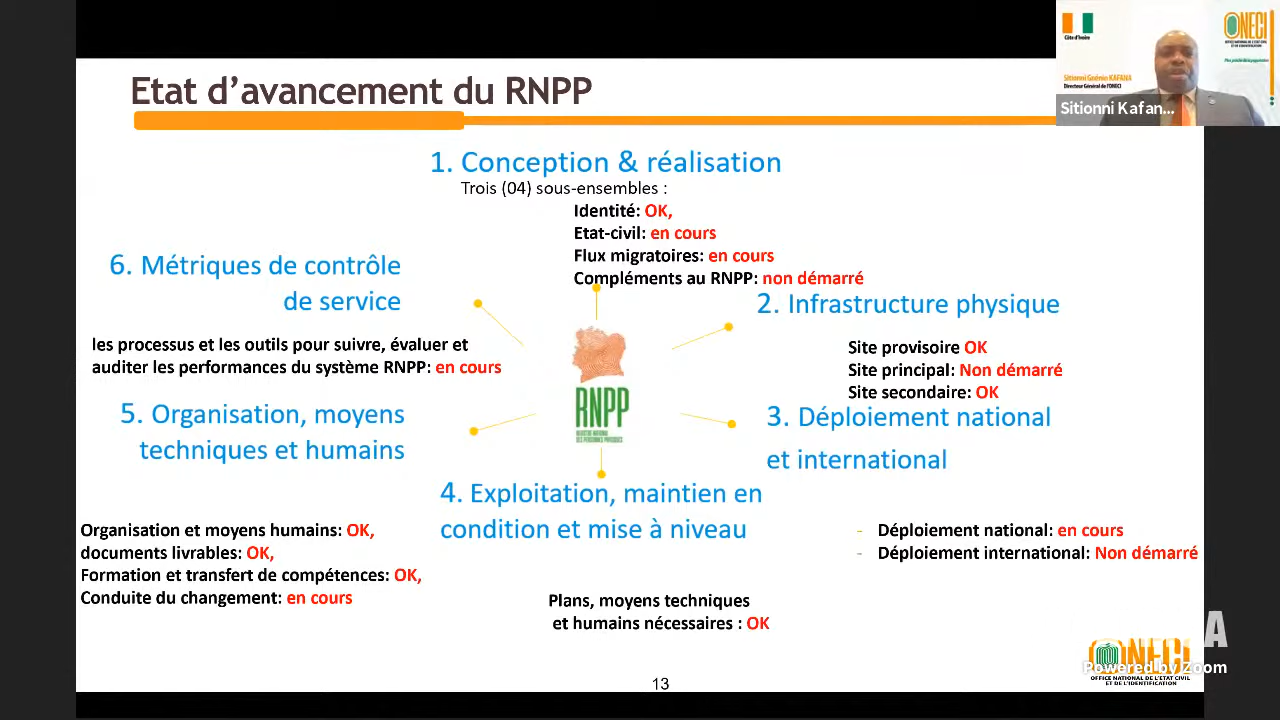 Etat d’avancement du RNPP
Côte d'Ivoire
ONECI
Sitionni Gnénin KAFANA
Directeur Général de l'ONECI
Sitionni Kafan...
1. Conception & réalisation
Trois (04) sous-ensembles :
Identité: OK,
Etat-civil: en cours
Flux migratoires: en cours
Compléments au RNPP: non démarré
2. Infrastructure physique
Site provisoire OK
Site principal: Non démarré
Site secondaire: OK
3. Déploiement national
et international
- Déploiement national: en cours
- Déploiement international: Non démarré
4. Exploitation, maintien en
condition et mise à niveau
Plans, moyens techniques
et humains nécessaires : OK
5. Organisation, moyens
techniques et humains
Organisation et moyens humains: OK,
documents livrables: OK,
Formation et transfert de compétences: OK,
Conduite du changement: en cours
6. Métriques de contrôle
de service
les processus et les outils pour suivre, évaluer et
auditer les performances du système RNPP: en cours
RNPP
REGISTRE NATIONAL
DES PERSONNES PHYSIQUES
ONECI
OFFICE NATIONAL DE L'ETAT CIVIL
ET DE L'IDENTIFICATION
Powered by Zoom
13